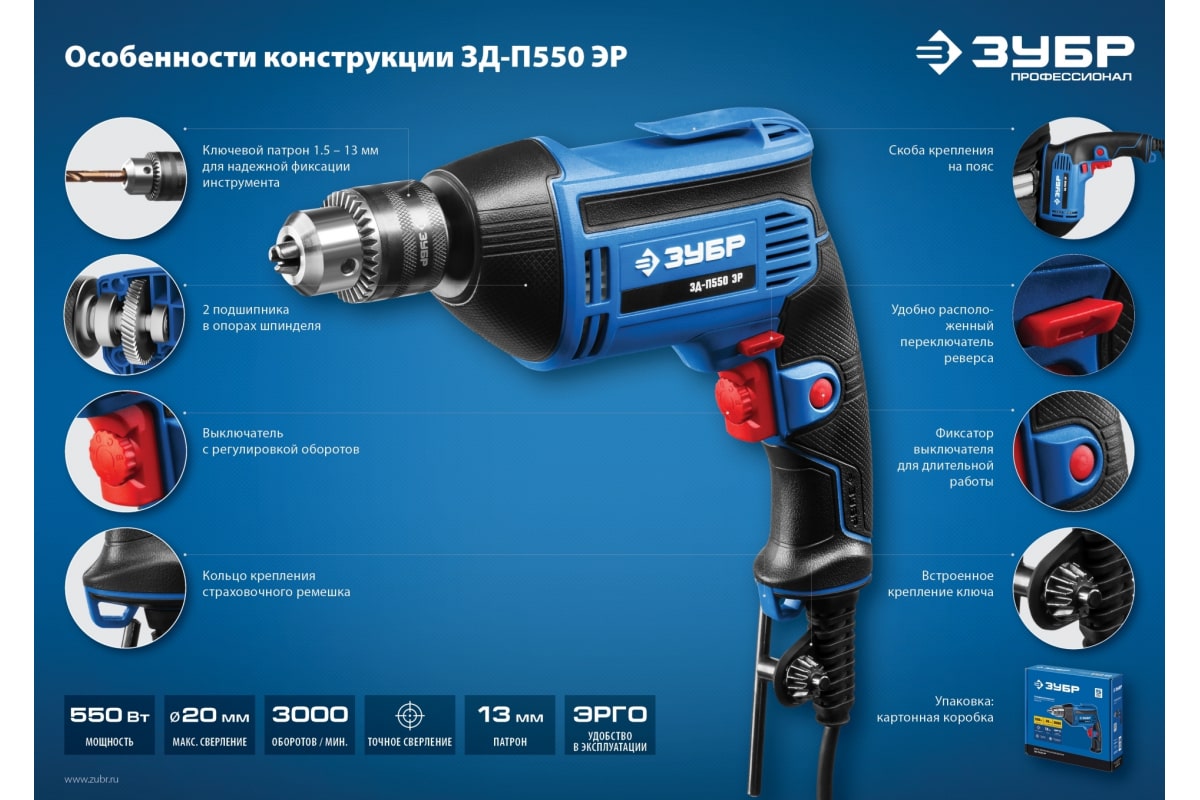 Особенности конструкции ЗД-П550 ЭР
ЗУБР
ПРОФЕССИОНАЛ
Ключевой патрон 1.5 – 13 мм
для надежной фиксации
инструмента
2 подшипника
в опорах шпинделя
Выключатель
с регулировкой оборотов
Кольцо крепления
страховочного ремешка
ЗУБР
ЗУБР
ЗД-П550 ЭР
Скоба крепления
на пояс
Удобно располо-
женный
переключатель
реверса
Фиксатор
выключателя
для длительной
работы
Встроенное
крепление ключа
Упаковка:
картонная коробка
ЗУБР
550 Вт
МОЩНОСТЬ
ø20 мм
МАКС. СВЕРЛЕНИЕ
3000
ОБОРОТОВ / МИН.
ТОЧНОЕ СВЕРЛЕНИЕ
13 мм
ПАТРОН
ЭРГО
УДОБСТВО
В ЭКСПЛУАТАЦИИ
www.zubr.ru